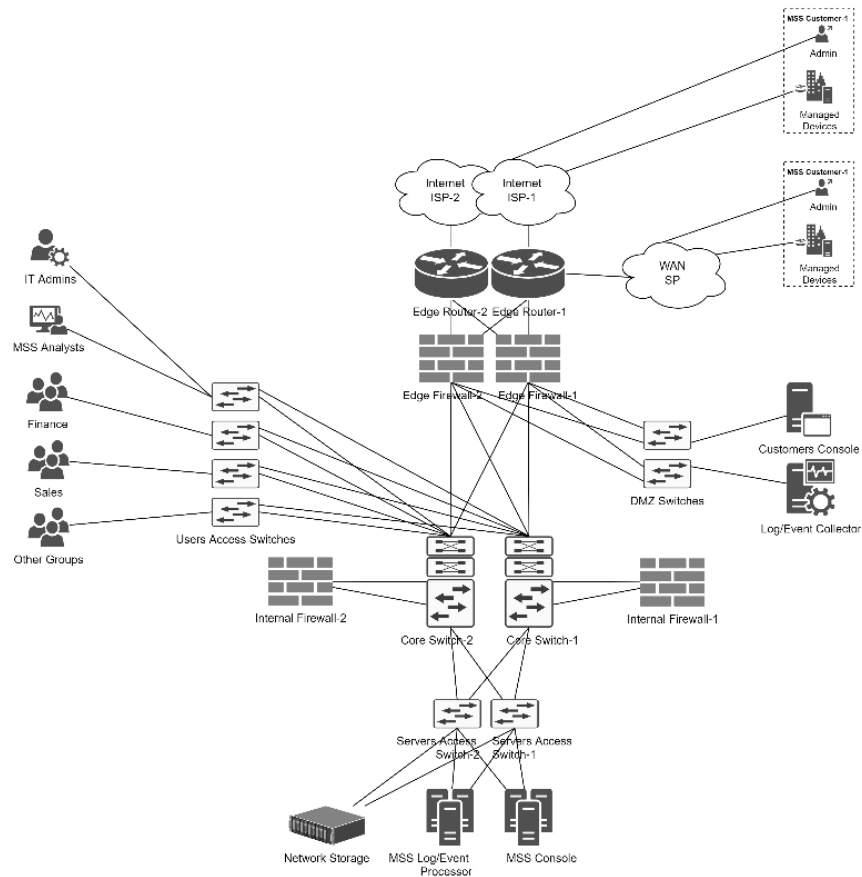 MSS Customer-1
Admin
Managed
Devices
MSS Customer-1
Admin
Managed
Devices
Internet
ISP-2
Internet
ISP-1
WAN
SP
Edge Router-2
Edge Router-1
IT Admins
MSS Analysts
Finance
Sales
Other Groups
Users Access Switches
Edge Firewall-2
Edge Firewall-1
Customers Console
DMZ Switches
Log/Event Collector
Internal Firewall-2
Core Switch-2
Core Switch-1
Internal Firewall-1
Servers Access
Switch-2
Servers Access
Switch-1
Network Storage
MSS Log/Event
Processor
MSS Console